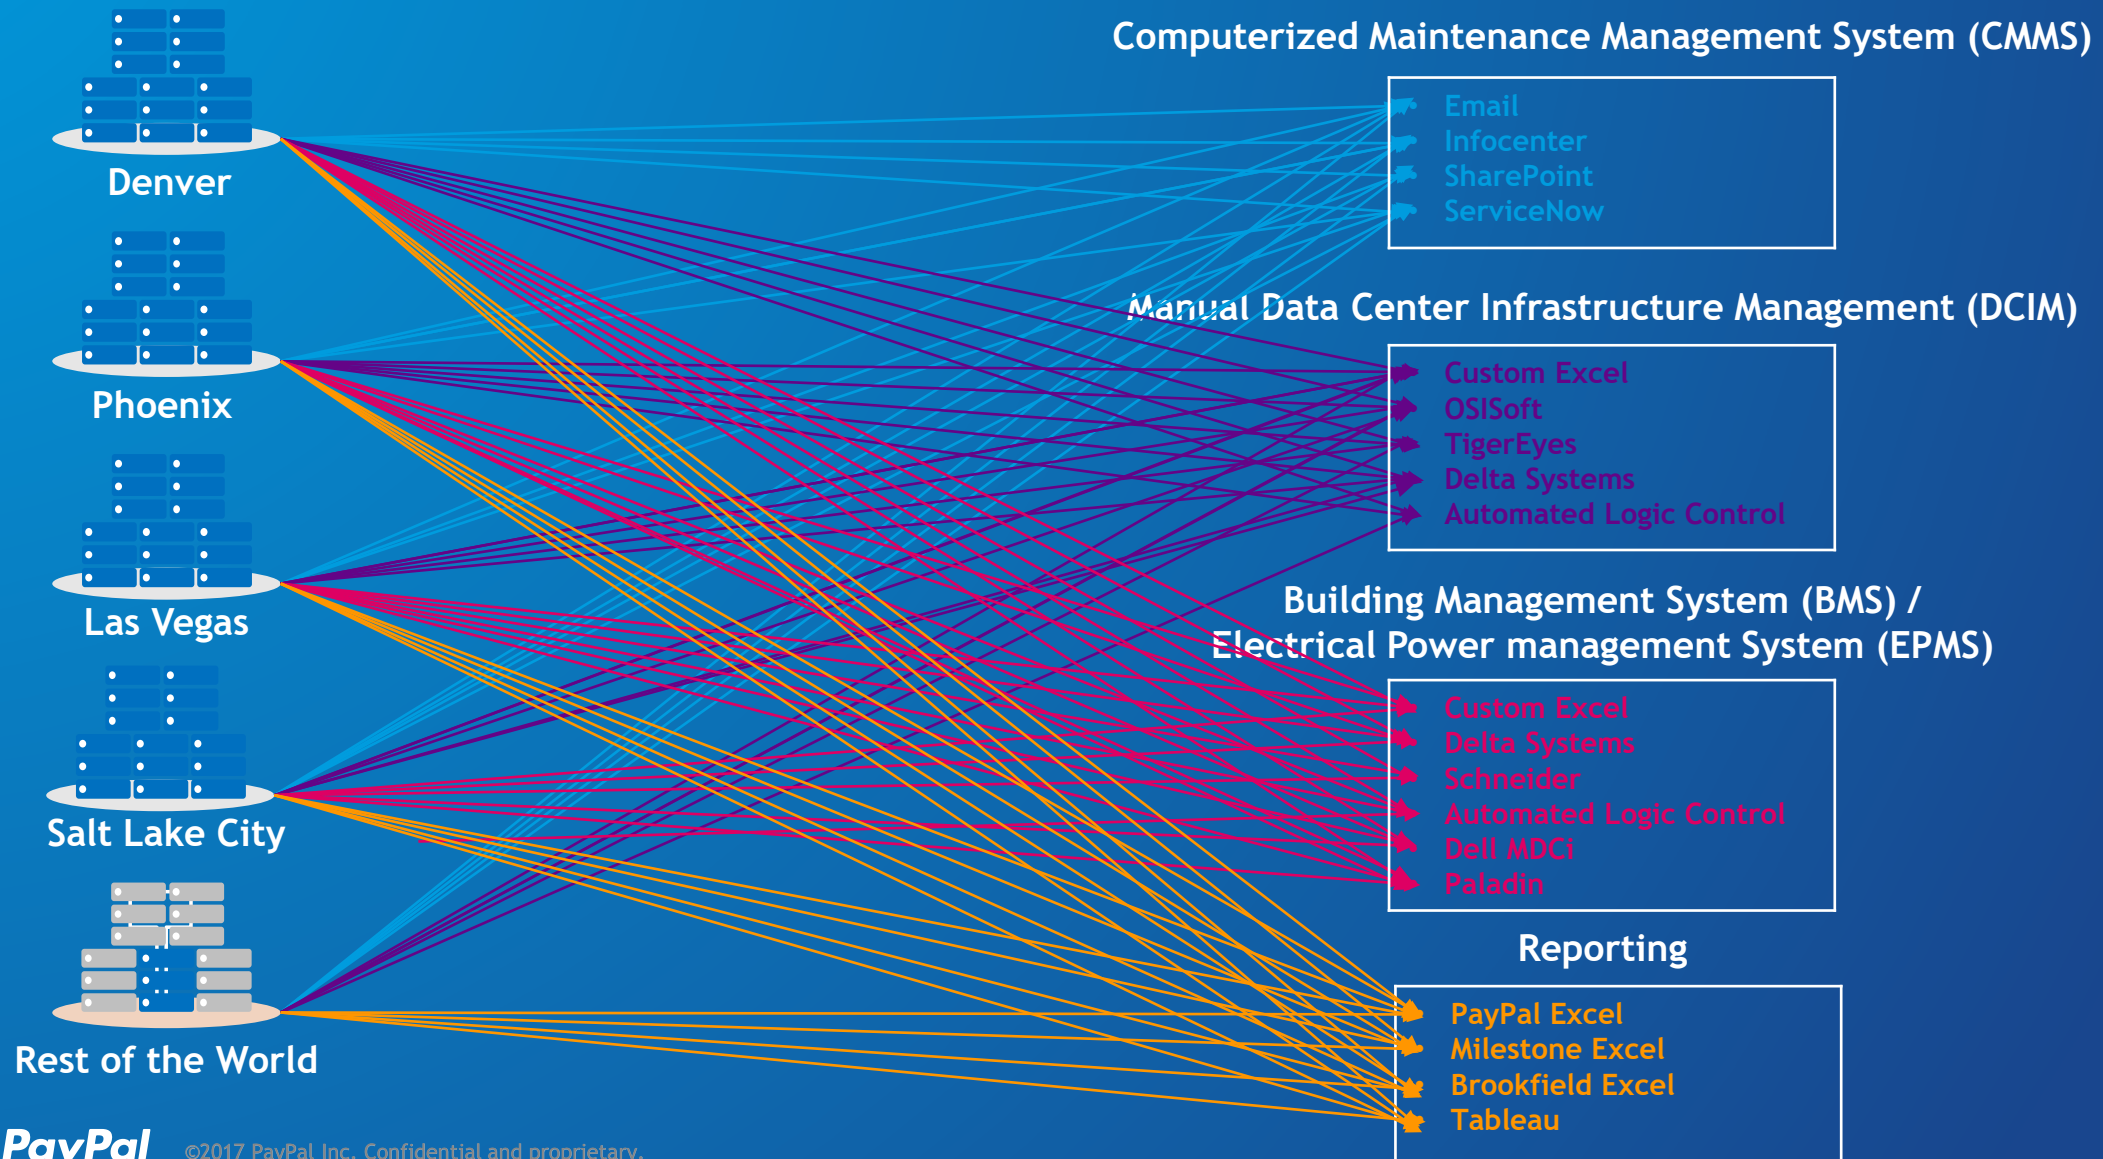 Computerized Maintenance Management System (CMMS)
Email
Infocenter
SharePoint
ServiceNow
Denver
Manual Data Center Infrastructure Management (DCIM)
Custom Excel
OSISoft
TigerEyes
Delta Systems
Automated Logic Control
Phoenix
Building Management System (BMS) /
Electrical Power management System (EPMS)
Las Vegas
Custom Excel
Delta Systems
Schneider
Automated Logic Control
Dell MDCi
Paladin
Salt Lake City
Reporting
PayPal Excel
Milestone Excel
Brookfield Excel
Tableau
Rest of the World
PayPal
©2017 PayPal Inc. Confidential and proprietary.